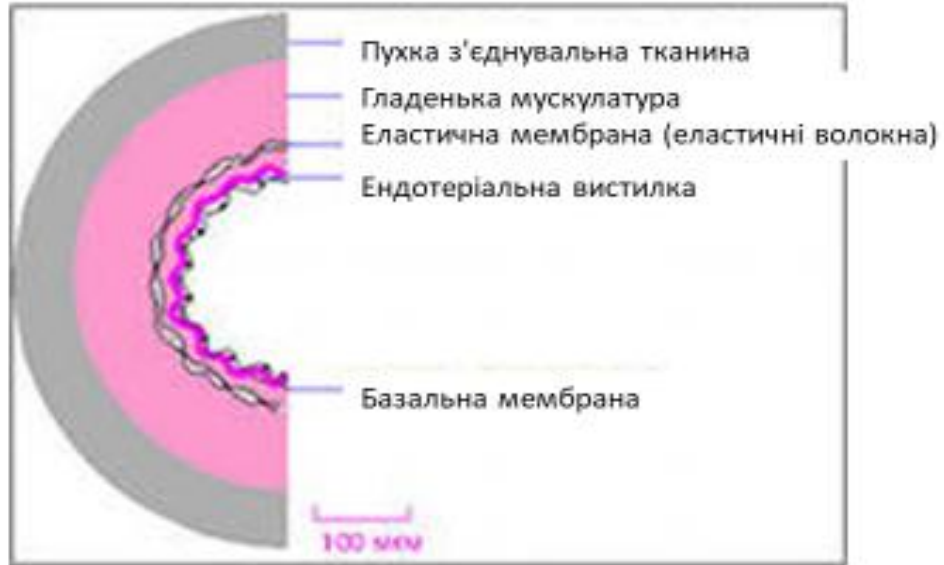 Пухка з'єднувальна тканина
Гладенька мускулатура
Еластична мембрана (еластичні волокна)
Ендотеріальна вистилка
Базальна мембрана
100 мкм